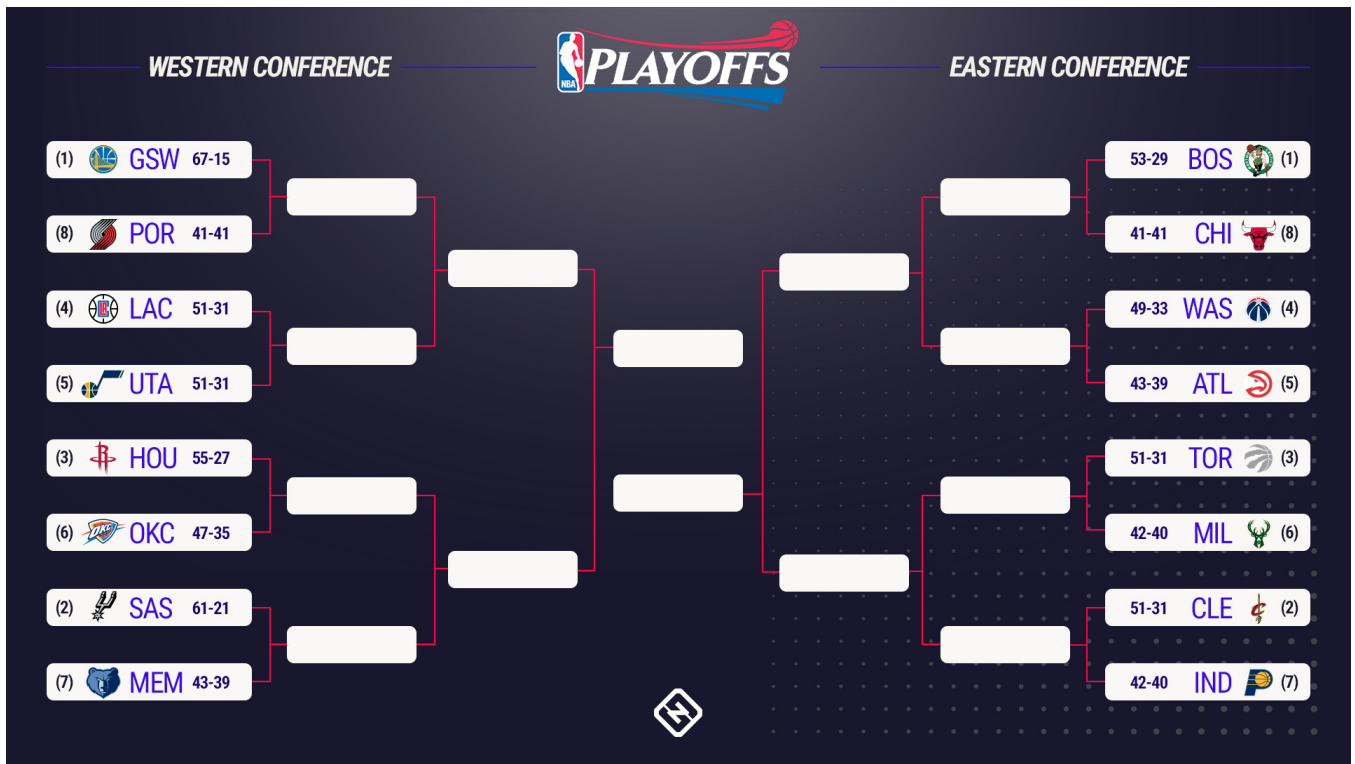 WESTERN CONFERENCE
NBA
PLAYOFFS
EASTERN CONFERENCE
(1) GSW 67-15
(8) POR 41-41
(4) LAC 51-31
(5) UTA 51-31
(3) HOU 55-27
(6) OKC 47-35
(2) SAS 61-21
(7) MEM 43-39
53-29 BOS (1)
41-41 CHI (8)
49-33 WAS (4)
43-39 ATL (5)
51-31 TOR (3)
42-40 MIL (6)
51-31 CLE (2)
42-40 IND (7)